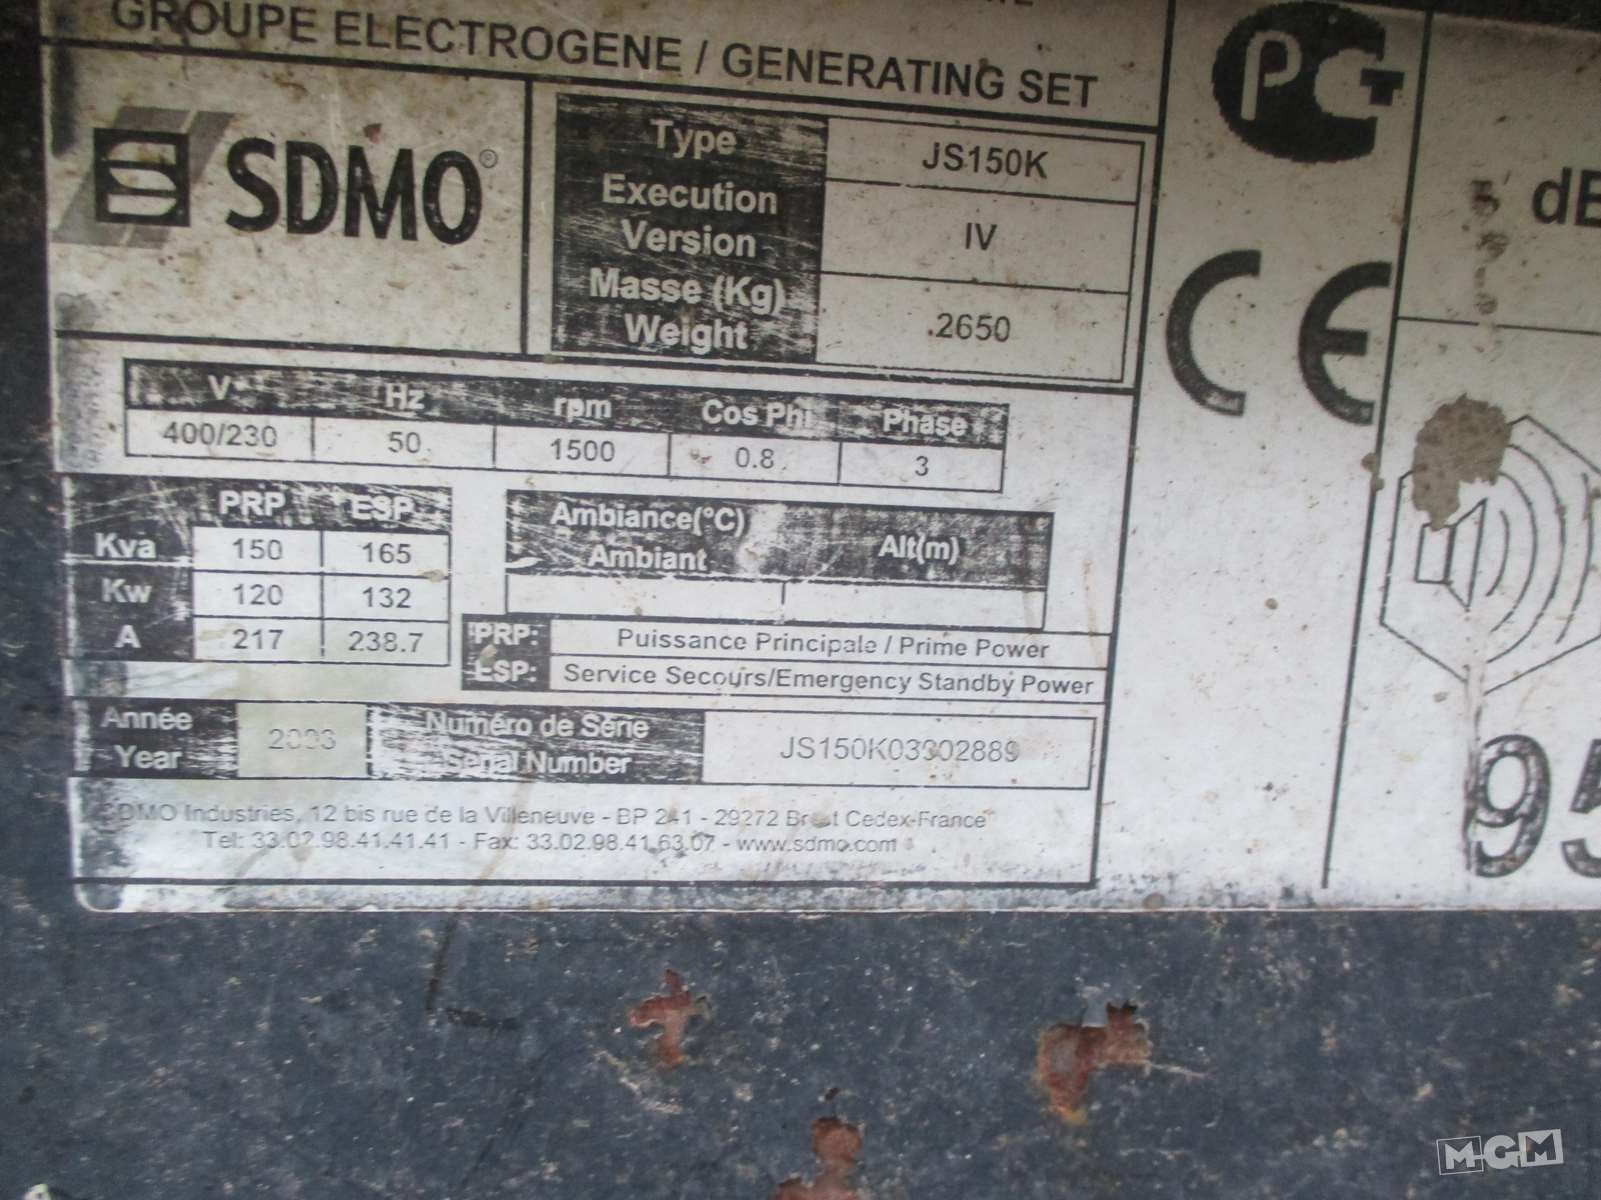 GROUPE ELECTROGENE / GENERATING SET
SDMO®
Type JS150K
Execution
Version IV
Masse (Kg)
Weight .2650
V Hz rpm Cos Phi Phase
400/230 50 1500 0.8 3
PRP ESP
Kva 150 165
Kw 120 132
A 217 238.7
Ambiance(°C)
Ambiant
Alt(m)
PRP: Puissance Principale / Prime Power
ESP: Service Secours/Emergency Standby Power
Année
Year 2003
Numéro de Série
Serial Number
SDMO Industries, 12 bis rue de la Villeneuve - BP 241 - 29272 Brest Cedex-France
Tel: 33.02.98.41.41.41 - Fax: 33.02.98.41.63.07 - www.sdmo.com
PCT
CE
MGM